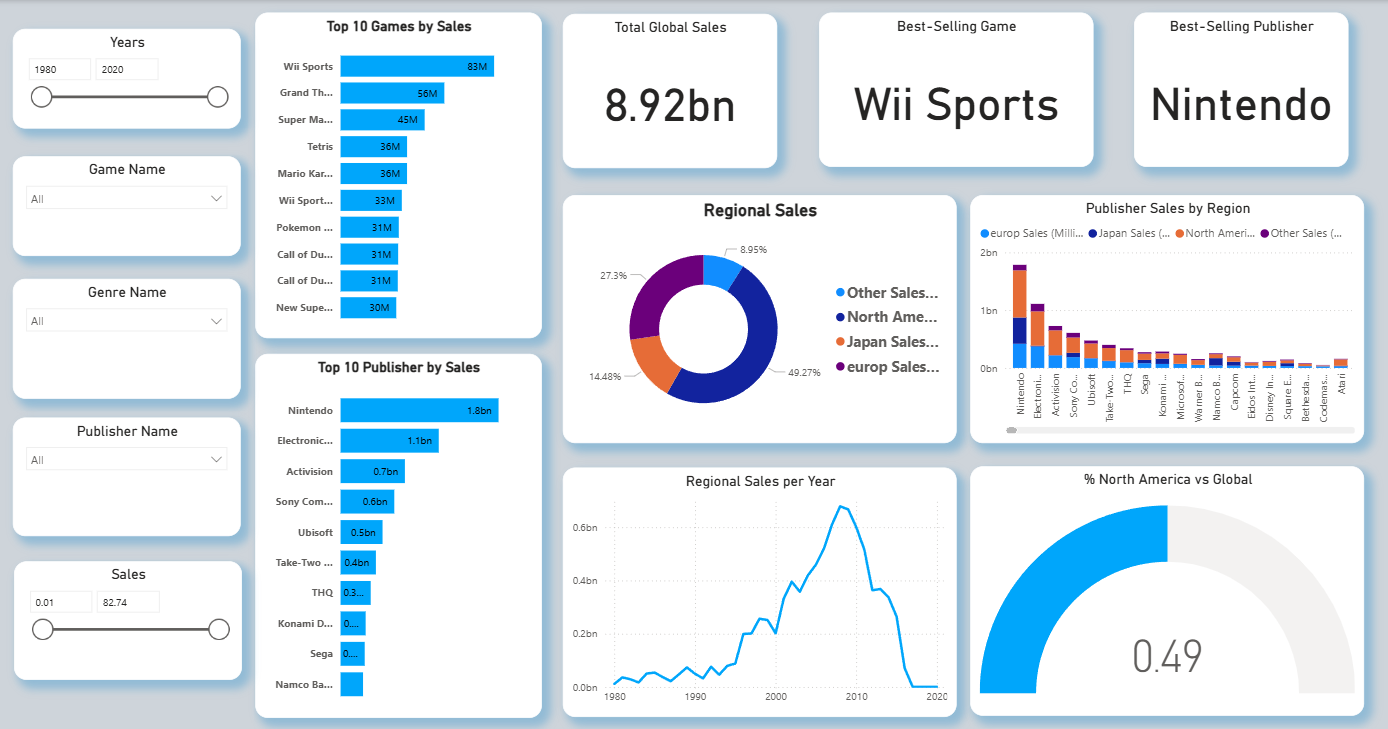 Years
1980 2020
Game Name
All
Genre Name
All
Publisher Name
All
Sales
0.01 82.74
Top 10 Games by Sales
Wii Sports 83M
Grand Th... 56M
Super Ma... 45M
Tetris 36M
Mario Kar... 36M
Wii Sport... 33M
Pokemon ... 31M
Call of Du... 31M
Call of Du... 31M
New Supe... 30M
Top 10 Publisher by Sales
Nintendo 1.8bn
Electronic... 1.1bn
Activision 0.7bn
Sony Com... 0.6bn
Ubisoft 0.5bn
Take-Two ... 0.4bn
THQ 0.3...
Konami D... 0....
Sega 0....
Namco Ba...
Total Global Sales
8.92bn
Best-Selling Game
Wii Sports
Best-Selling Publisher
Nintendo
Regional Sales
8.95%
27.3%
14.48%
49.27%
Other Sales...
North Ame...
Japan Sales...
europ Sales...
Publisher Sales by Region
europ Sales (Milli... Japan Sales (... North Ameri... Other Sales (...
2bn
1bn
0bn
Nintendo
Electroni...
Activision
Sony Co...
Ubisoft
Take-Two...
THQ
Sega
Konami ...
Microsof...
Warner B...
Namco B...
Capcom
Eidos Int...
Disney In...
Square E...
Bethesda...
Codemas...
Atari
Regional Sales per Year
0.6bn
0.4bn
0.2bn
0.0bn
1980 1990 2000 2010 2020
% North America vs Global
0.49